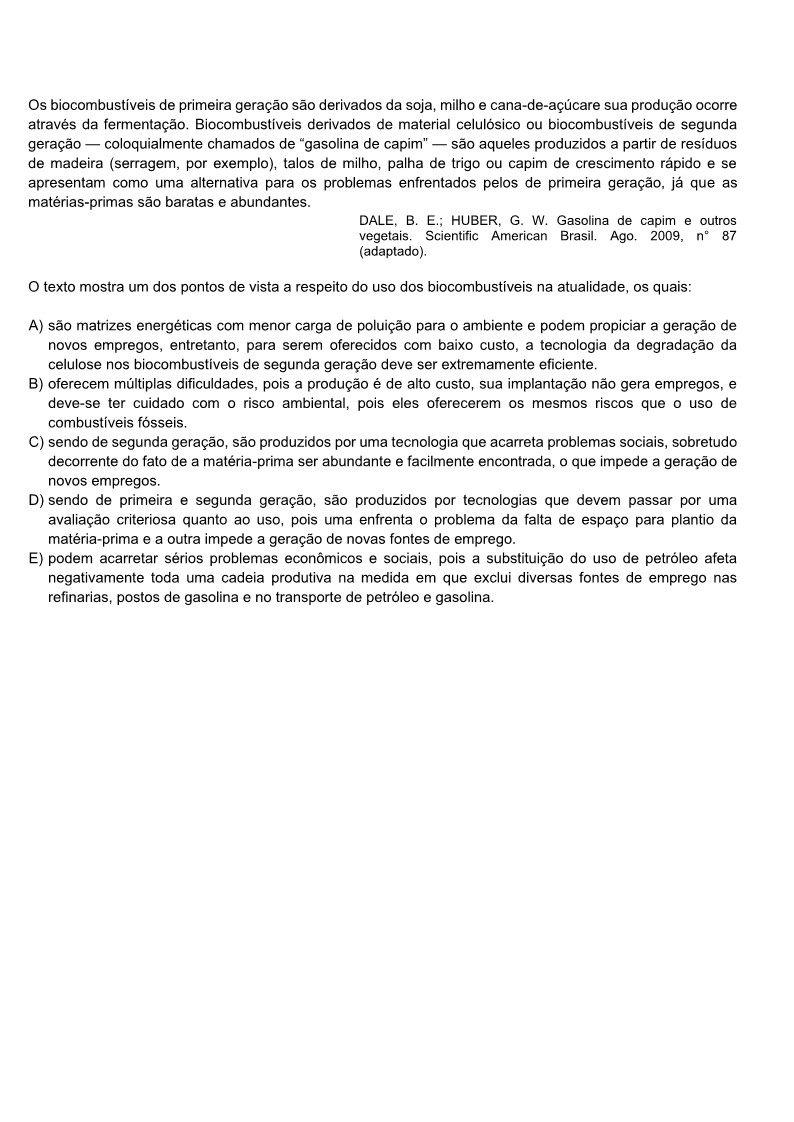 Os biocombustíveis de primeira geração são derivados da soja, milho e cana-de-açúcare sua produção ocorre
através da fermentação. Biocombustíveis derivados de material celulósico ou biocombustíveis de segunda
geração — coloquialmente chamados de “gasolina de capim” — são aqueles produzidos a partir de resíduos
de madeira (serragem, por exemplo), talos de milho, palha de trigo ou capim de crescimento rápido e se
apresentam como uma alternativa para os problemas enfrentados pelos de primeira geração, já que as
matérias-primas são baratas e abundantes.
DALE, B. E.; HUBER, G. W. Gasolina de capim e outros
vegetais. Scientific American Brasil. Ago. 2009, n° 87
(adaptado).
O texto mostra um dos pontos de vista a respeito do uso dos biocombustíveis na atualidade, os quais:
A) são matrizes energéticas com menor carga de poluição para o ambiente e podem propiciar a geração de
novos empregos, entretanto, para serem oferecidos com baixo custo, a tecnologia da degradação da
celulose nos biocombustíveis de segunda geração deve ser extremamente eficiente.
B) oferecem múltiplas dificuldades, pois a produção é de alto custo, sua implantação não gera empregos, e
deve-se ter cuidado com o risco ambiental, pois eles oferecerem os mesmos riscos que o uso de
combustíveis fósseis.
C) sendo de segunda geração, são produzidos por uma tecnologia que acarreta problemas sociais, sobretudo
decorrente do fato de a matéria-prima ser abundante e facilmente encontrada, o que impede a geração de
novos empregos.
D) sendo de primeira e segunda geração, são produzidos por tecnologias que devem passar por uma
avaliação criteriosa quanto ao uso, pois uma enfrenta o problema da falta de espaço para plantio da
matéria-prima e a outra impede a geração de novas fontes de emprego.
E) podem acarretar sérios problemas econômicos e sociais, pois a substituição do uso de petróleo afeta
negativamente toda uma cadeia produtiva na medida em que exclui diversas fontes de emprego nas
refinarias, postos de gasolina e no transporte de petróleo e gasolina.